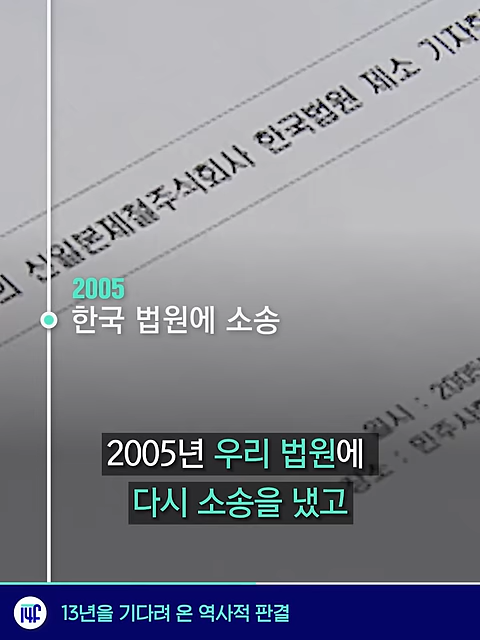 의 신일본제철주식회사 한국법원 제소 기자회
2005
한국 법원에 소송
일시 : 2005
장소 : 민주사회
2005년 우리 법원에
다시 소송을 냈고
14F
13년을 기다려 온 역사적 판결